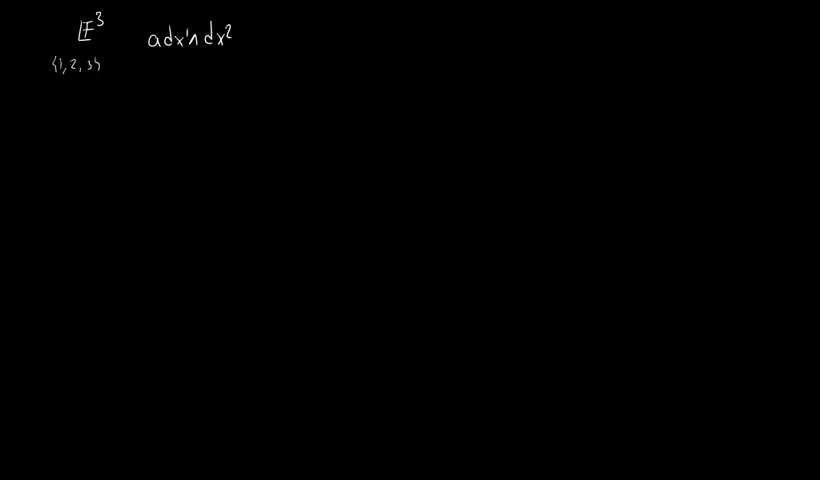 𝔼³ adx¹∧dx²
{1, 2, 3}